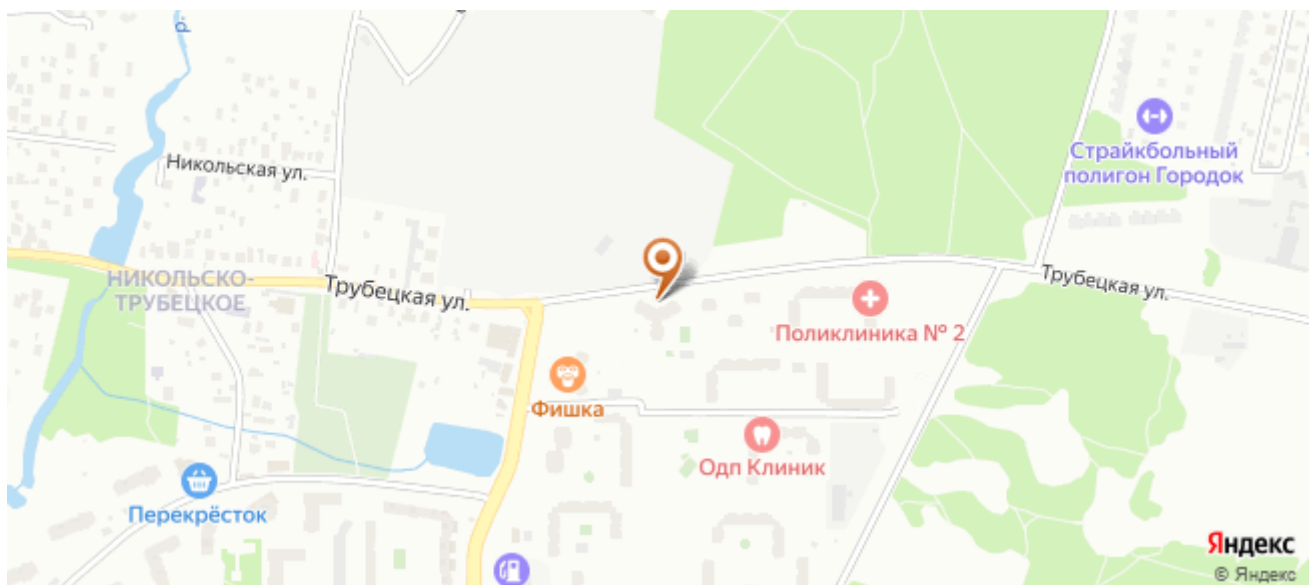 р.
Страйкбольный
полигон Городок
Никольская ул.
НИКОЛЬСКО-
ТРУБЕЦКОЕ
Трубецкая ул.
Трубецкая ул.
Поликлиника № 2
Фишка
Одп Клиник
Перекрёсток
Яндекс
© Яндекс